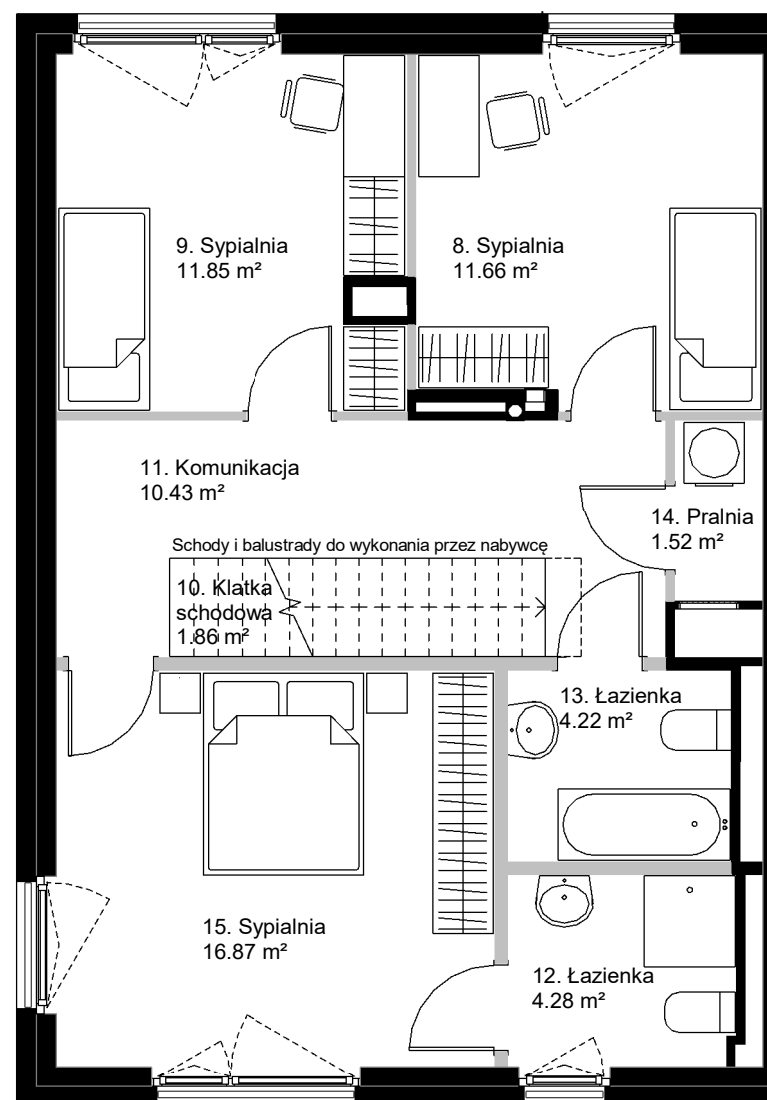 9. Sypialnia
11.85 m²
8. Sypialnia
11.66 m²
11. Komunikacja
10.43 m²
14. Pralnia
1.52 m²
Schody i balustrady do wykonania przez nabywcę
10. Klatka
schodowa
1.86 m²
13. Łazienka
4.22 m²
15. Sypialnia
16.87 m²
12. Łazienka
4.28 m²